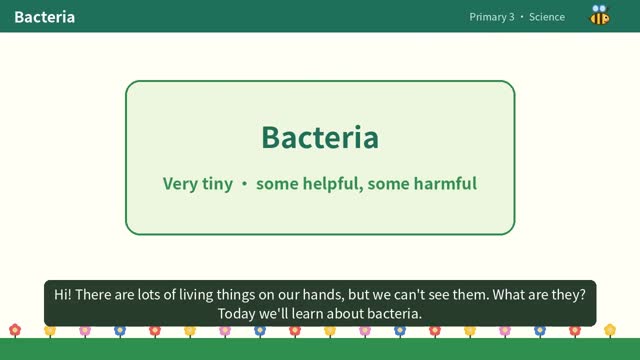 Bacteria
Primary 3 • Science
Bacteria
Very tiny • some helpful, some harmful
Hi! There are lots of living things on our hands, but we can't see them. What are they?
Today we'll learn about bacteria.